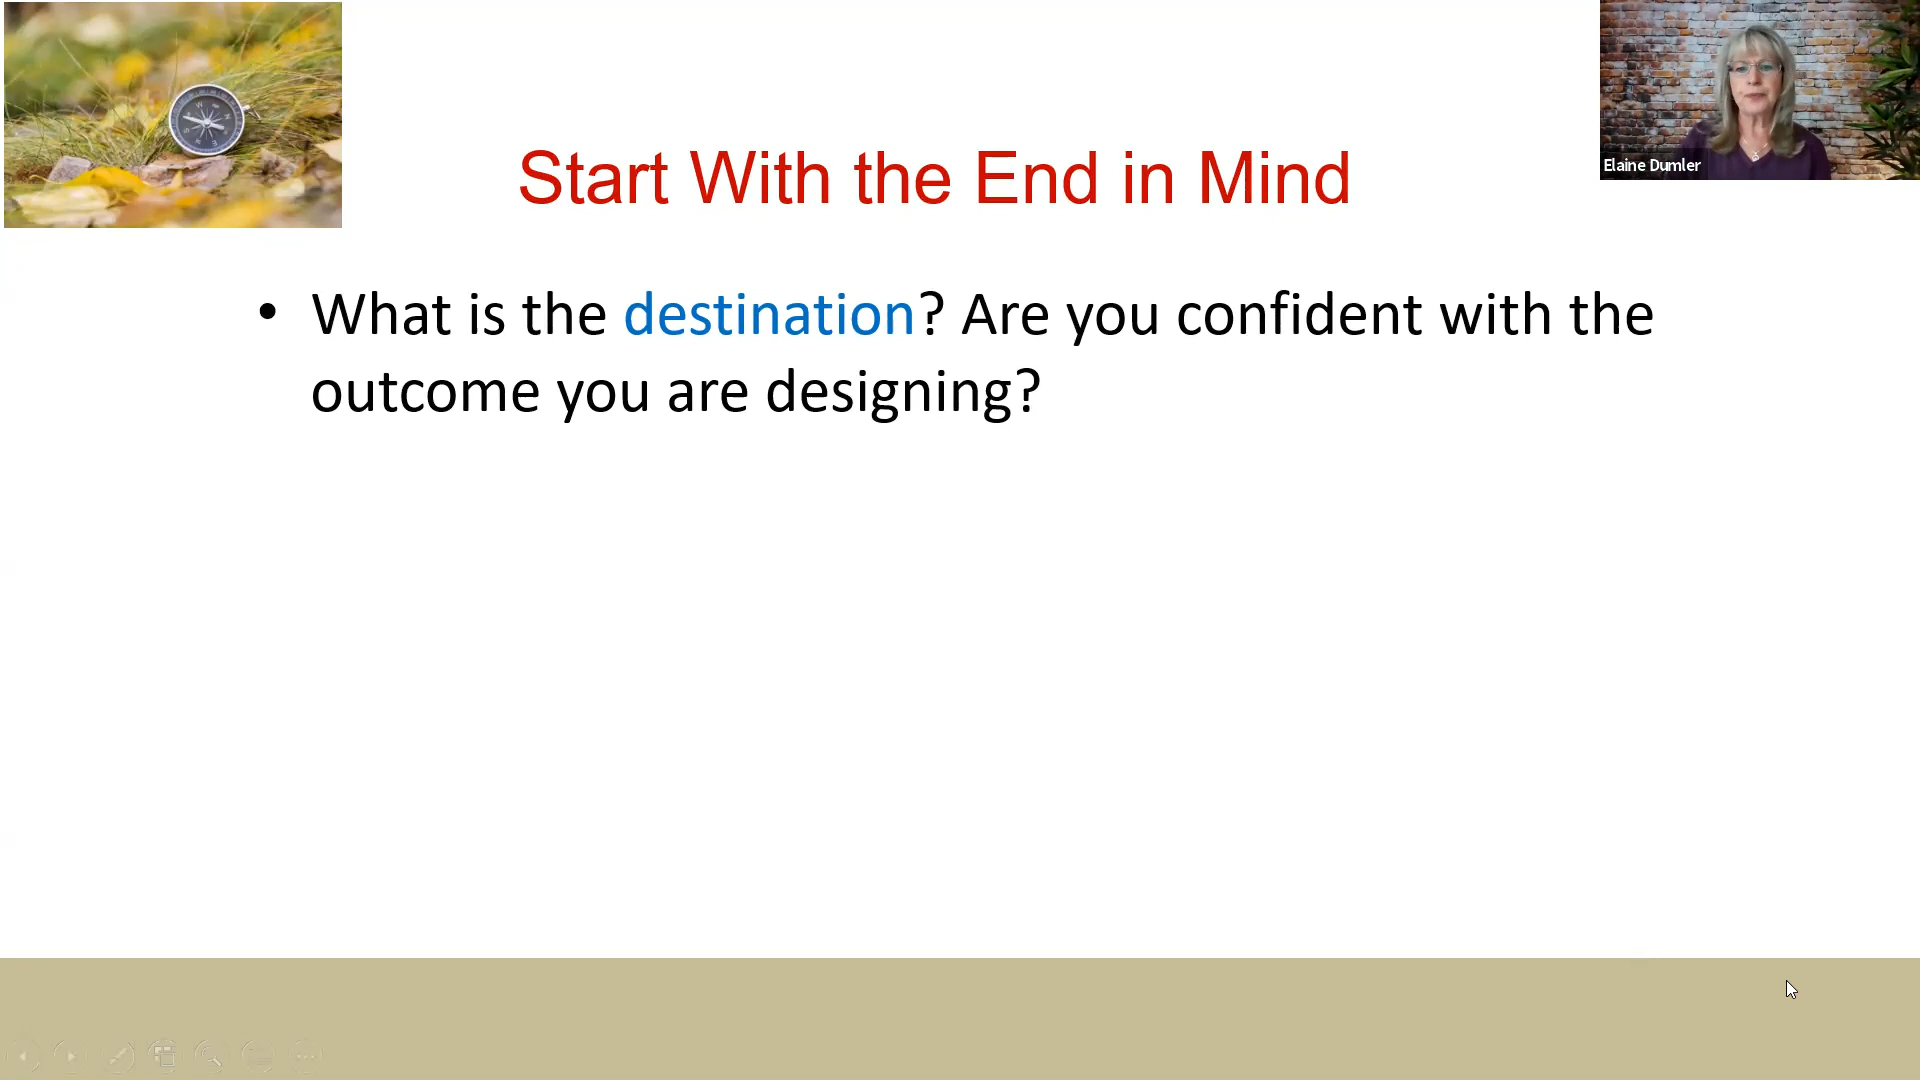 Start With the End in Mind
Elaine Dumler
• What is the destination? Are you confident with the
outcome you are designing?